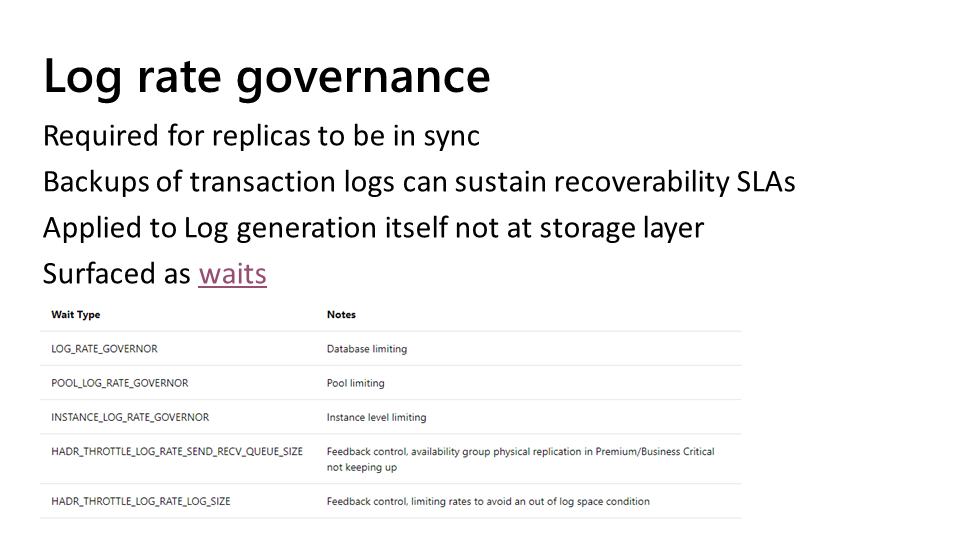 Log rate governance
Required for replicas to be in sync
Backups of transaction logs can sustain recoverability SLAs
Applied to Log generation itself not at storage layer
Surfaced as waits
Wait Type Notes
LOG_RATE_GOVERNOR Database limiting
POOL_LOG_RATE_GOVERNOR Pool limiting
INSTANCE_LOG_RATE_GOVERNOR Instance level limiting
HADR_THROTTLE_LOG_RATE_SEND_RECV_QUEUE_SIZE Feedback control, availability group physical replication in Premium/Business Critical
not keeping up
HADR_THROTTLE_LOG_RATE_LOG_SIZE Feedback control, limiting rates to avoid an out of log space condition